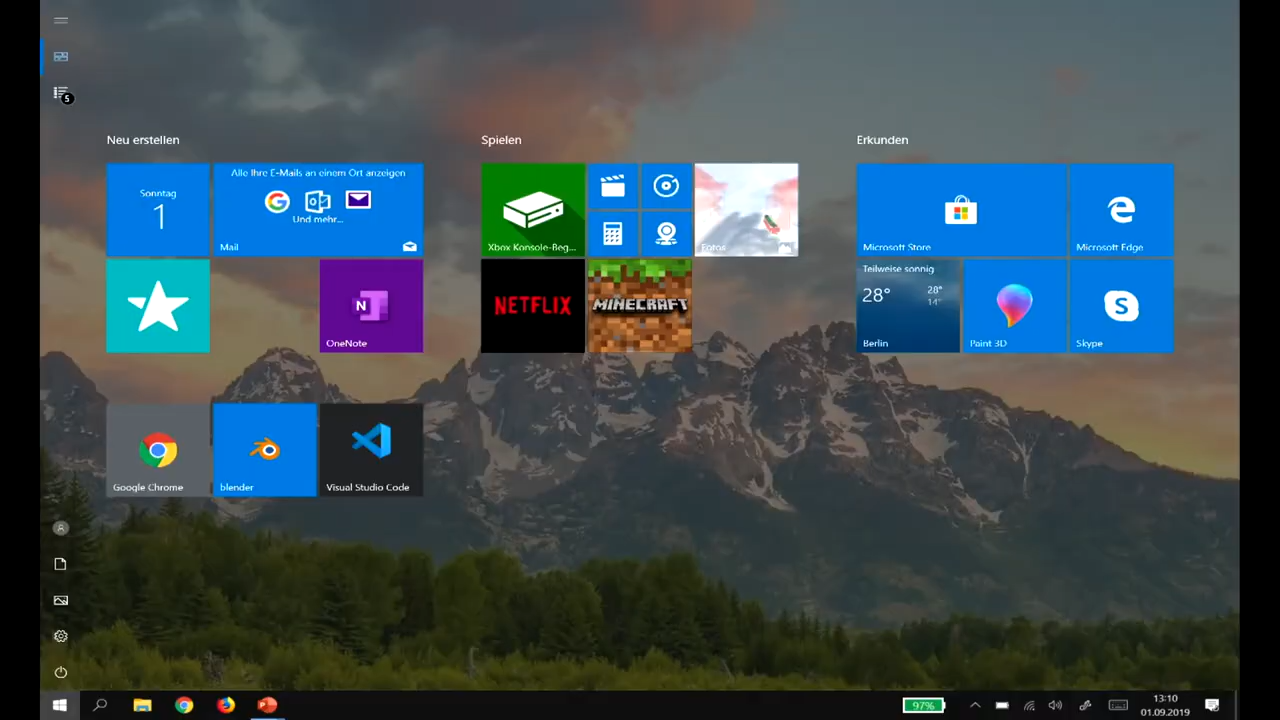 5
Neu erstellen
Spielen
Erkunden
Sonntag
1
Alle Ihre E-Mails an einem Ort anzeigen
Und mehr...
Mail
Xbox Konsole-Beg...
Fotos
Microsoft Store
Microsoft Edge
OneNote
NETFLIX
MINECRAFT
Teilweise sonnig
28°
28°
14°
Berlin
Paint 3D
Skype
Google Chrome
blender
Visual Studio Code
97%
13:10
01.09.2019